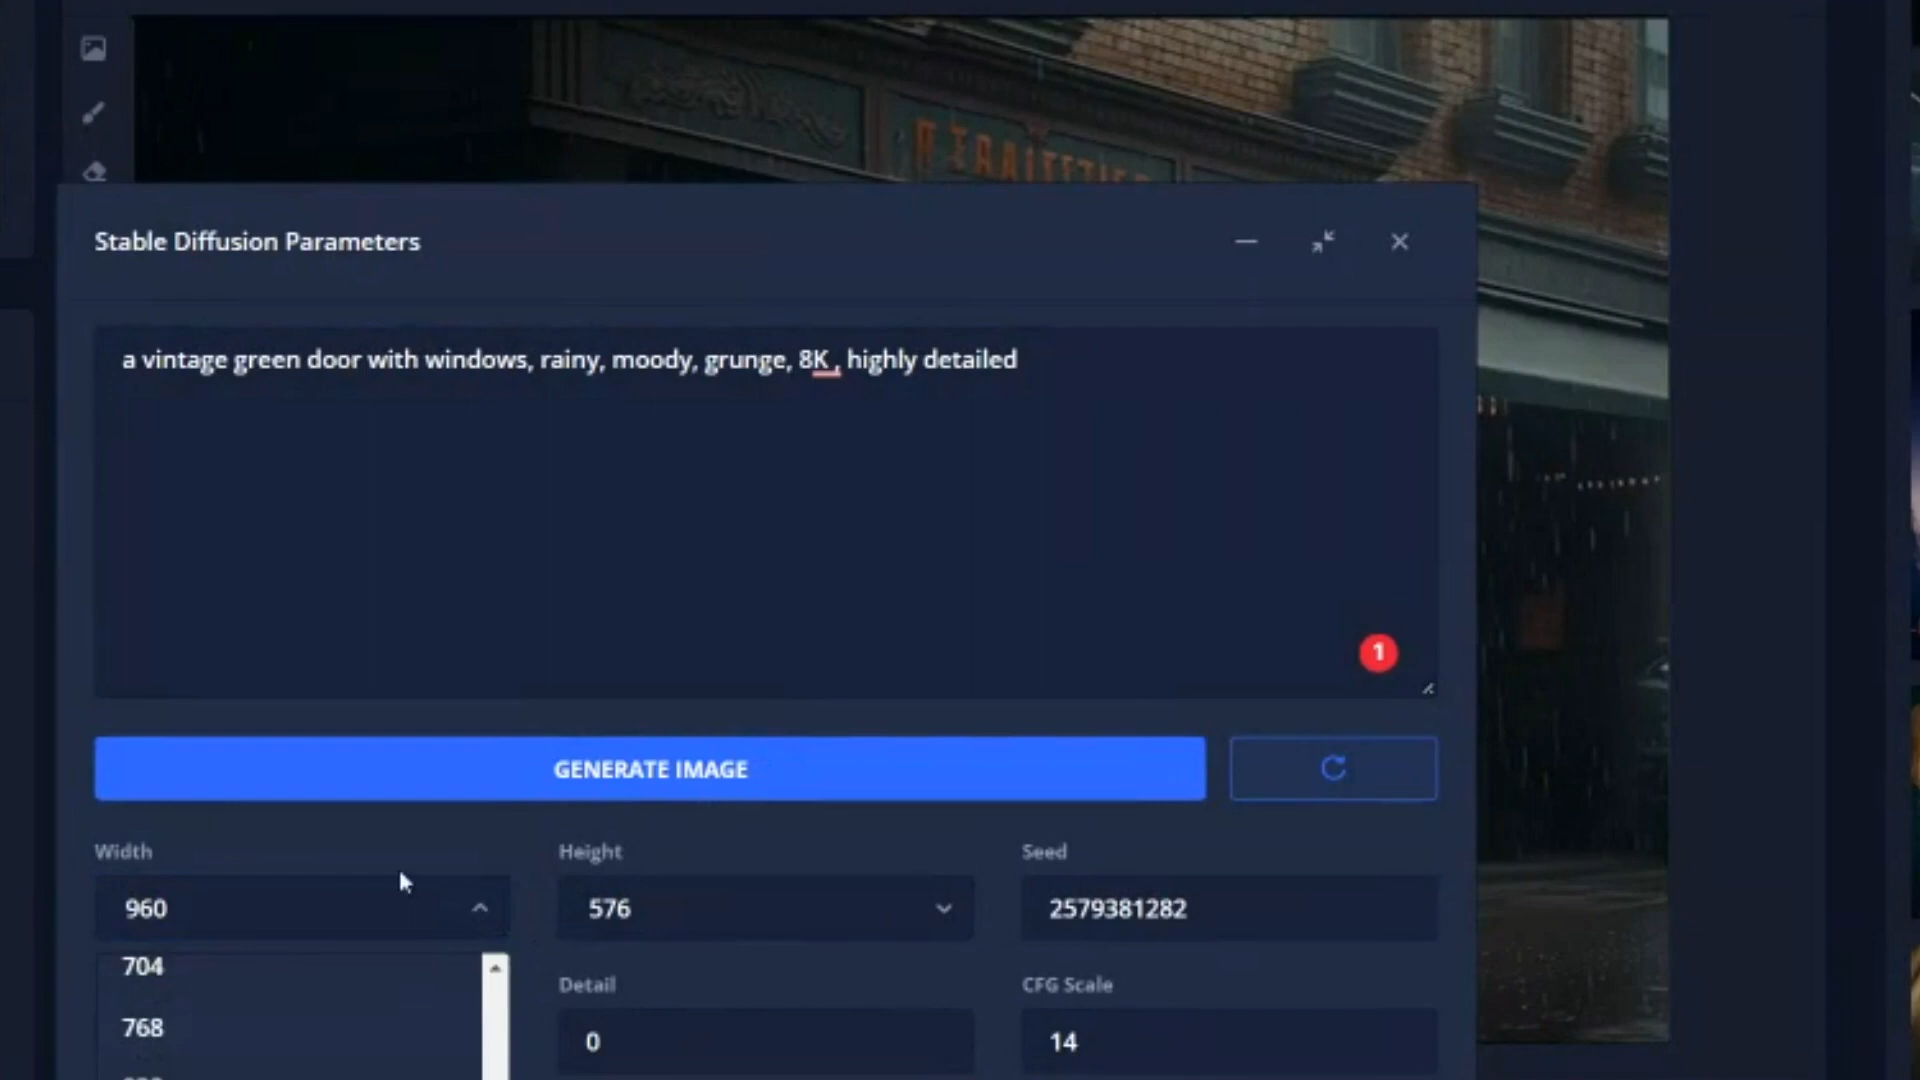 Stable Diffusion Parameters
a vintage green door with windows, rainy, moody, grunge, 8K , highly detailed
1
GENERATE IMAGE
Width
Height
Seed
960
576
2579381282
704
Detail
CFG Scale
768
0
14